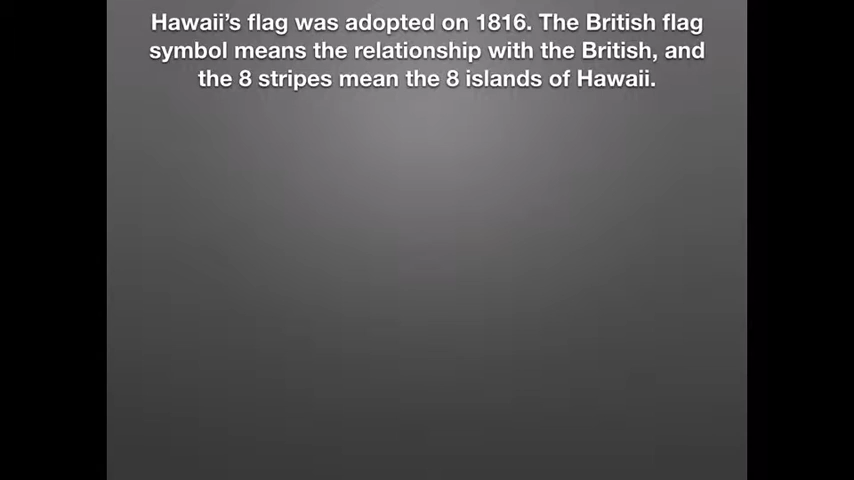 Hawaii’s flag was adopted on 1816. The British flag
symbol means the relationship with the British, and
the 8 stripes mean the 8 islands of Hawaii.